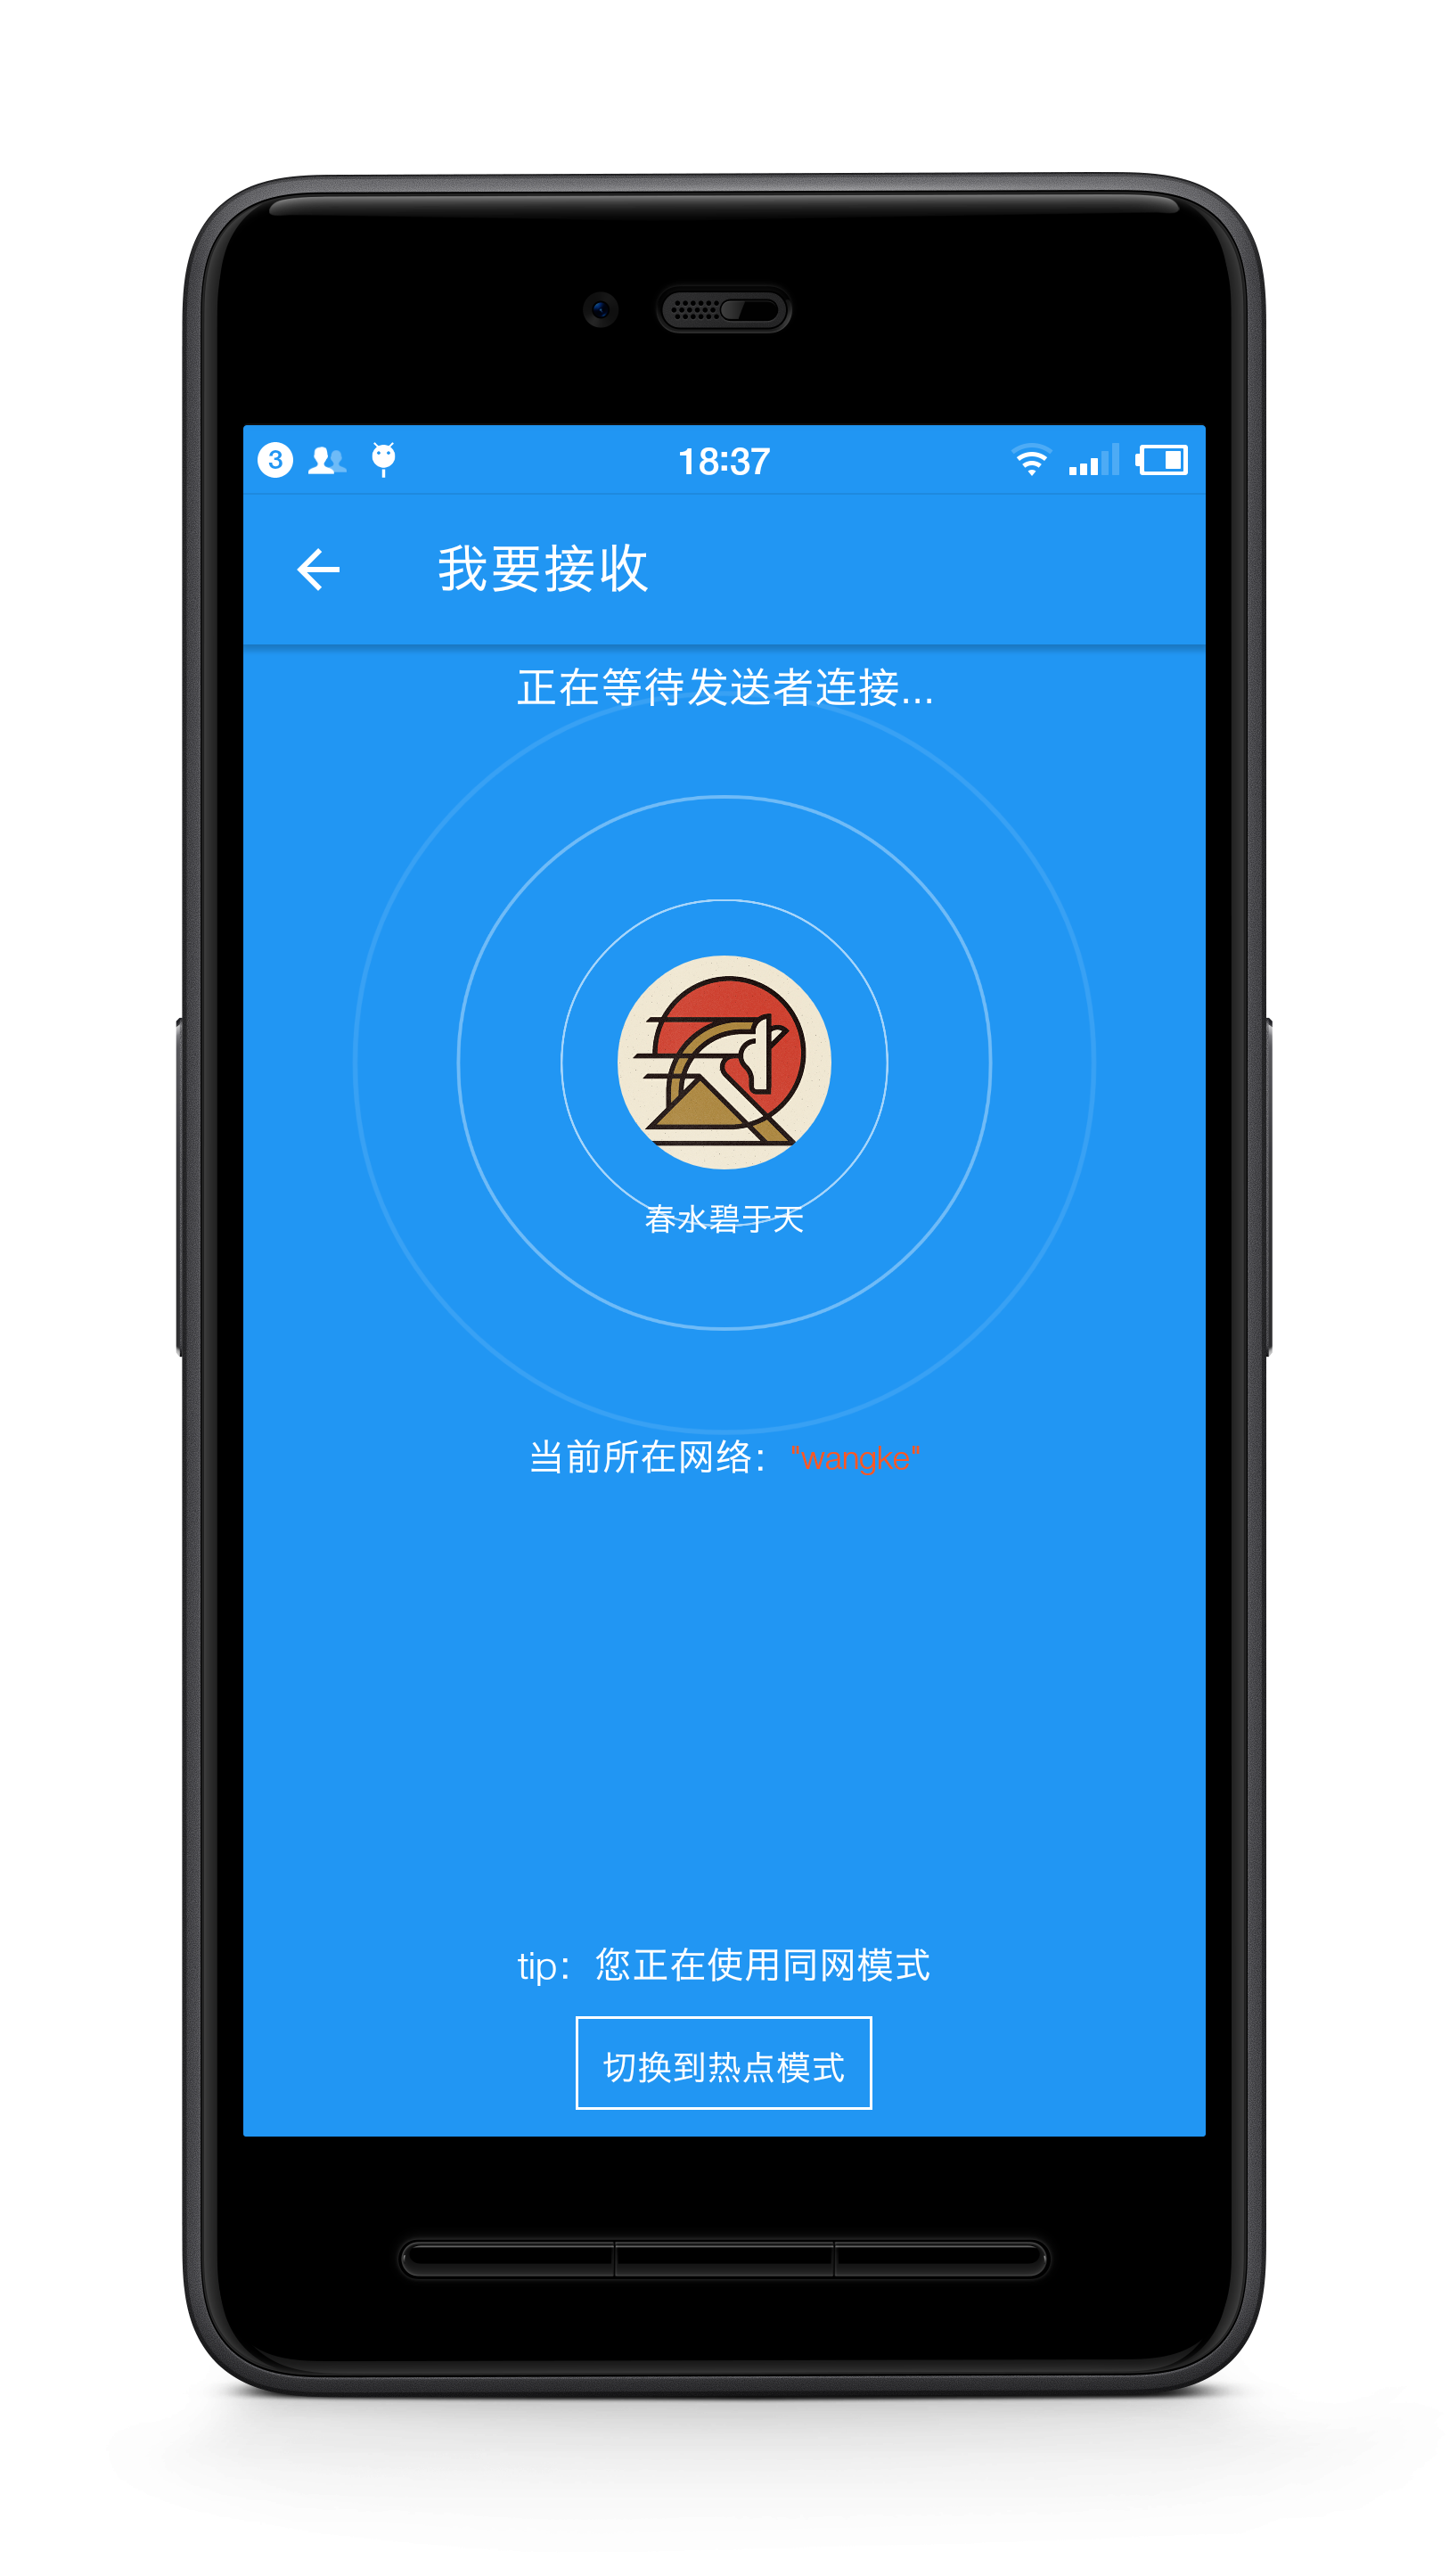 3
18:37
我要接收
正在等待发送者连接...
春水碧于天
当前所在网络："wangke"
tip：您正在使用同网模式
切换到热点模式